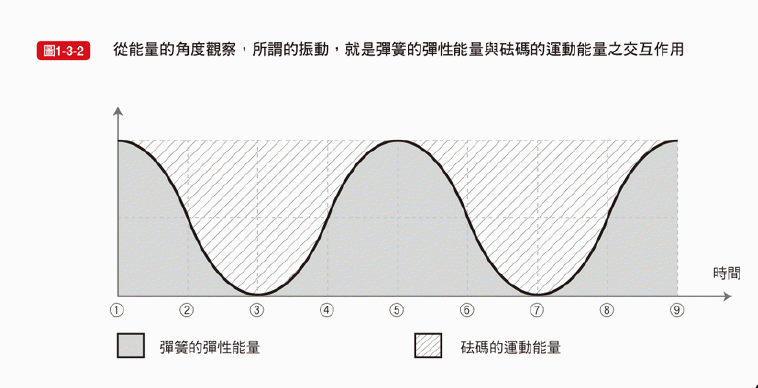 圖1-3-2
從能量的角度觀察，所謂的振動，就是彈簧的彈性能量與砝碼的運動能量之交互作用
時間
① ② ③ ④ ⑤ ⑥ ⑦ ⑧ ⑨
彈簧的彈性能量
砝碼的運動能量